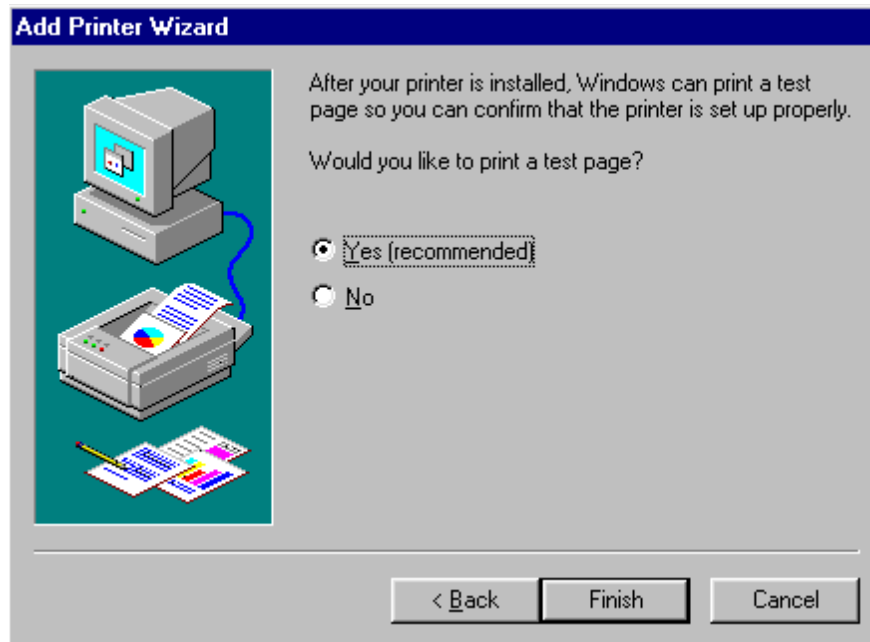 Add Printer Wizard
After your printer is installed, Windows can print a test
page so you can confirm that the printer is set up properly.
Would you like to print a test page?
Yes (recommended)
No
< Back
Finish
Cancel